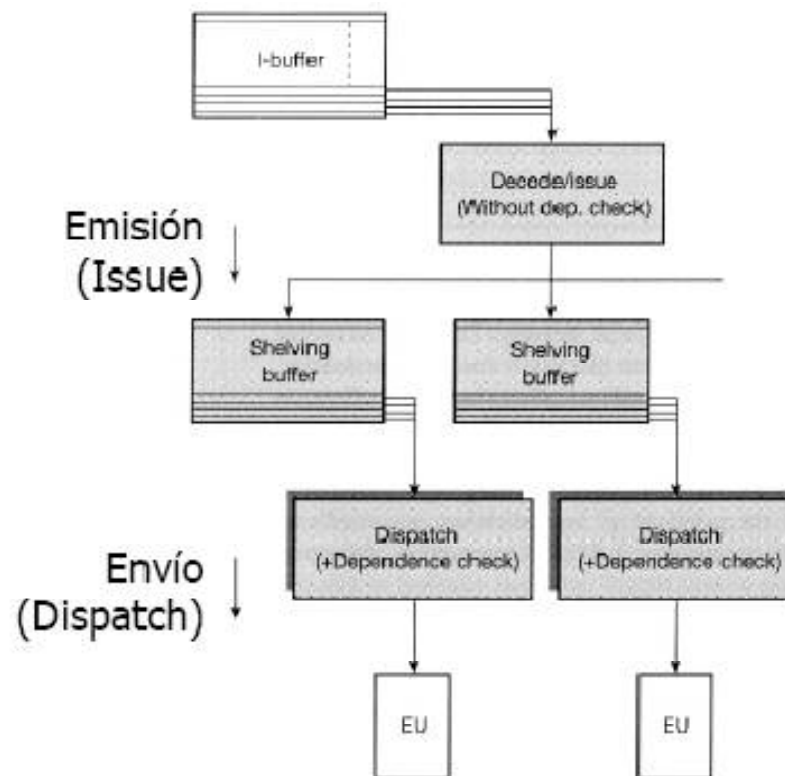 I-buffer
Decode/Issue
(Without dep. check)
Emisión
(Issue)
Shelving
buffer
Shelving
buffer
Dispatch
(+Dependence check)
Dispatch
(+Dependence check)
Envío
(Dispatch)
EU
EU